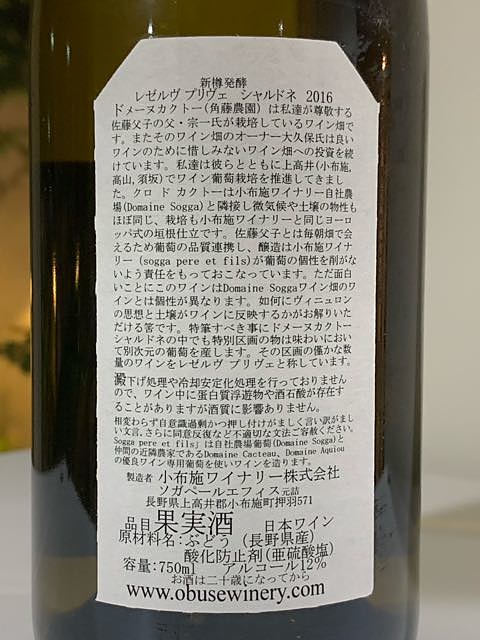 新樽発酵
レゼルヴ プリヴェ　シャルドネ　2016
ドメーヌカクトー(角藤農園) は私達が尊敬する
佐藤父子の父・宗一氏が栽培しているワイン畑で
す。またそのワイン畑のオーナー大久保氏は良い
ワインのために惜しみないワイン畑への投資を続
けています。私達は彼らとともに上高井(小布施,
高山, 須坂)でワイン葡萄栽培を推進してきまし
た。クロ ド カクトーは小布施ワイナリー自社農
場(Domaine Sogga)と隣接し微気候や土壌の物性も
ほぼ同じ、栽培も小布施ワイナリーと同じヨーロ
ッパ式の垣根仕立です。佐藤父子とは毎朝畑で会
えるため葡萄の品質連携し、醸造は小布施ワイナ
リー (sogga pere et fils)が葡萄の個性を削がな
いよう責任をもっておこなっています。ただ面白
いことにこのワインはDomaine Soggaワイン畑のワ
インとは個性が異なります。如何にヴィニュロン
の思想と土壌がワインに反映するかがお解りいた
だける筈です。特筆すべき事にドメーヌカクトー
シャルドネの中でも特別区画の物は味わいにおい
て別次元の葡萄を産します。その区画の僅かな数
量のワインをレゼルヴ プリヴェと称しています。
澱下げ処理や冷却安定化処理を行っておりません
ので、ワイン中に蛋白質浮遊物や酒石酸が存在す
ることがありますが酒質に影響ありません。
相変わらず自意識過剰かつ押し付けがましく言い訳がまし
い文言、さらに同意反復など不適切な文法ご容赦ください。
Sogga pere et fils」は自社農場葡萄(Domaine Sogga)と
仲間の近隣農家であるDomaine Cacteau, Domaine Aquiou
の優良ワイン専用葡萄を使いワインを造ります。
製造者 小布施ワイナリー株式会社
ソガペールエフィス元詰
長野県上高井郡小布施町押羽571
品目果実酒　日本ワイン
原材料名:ぶどう (長野県産)
酸化防止剤(亜硫酸塩)
容量:750ml　アルコール12%
お酒は二十歳になってから
www.obusewinery.com